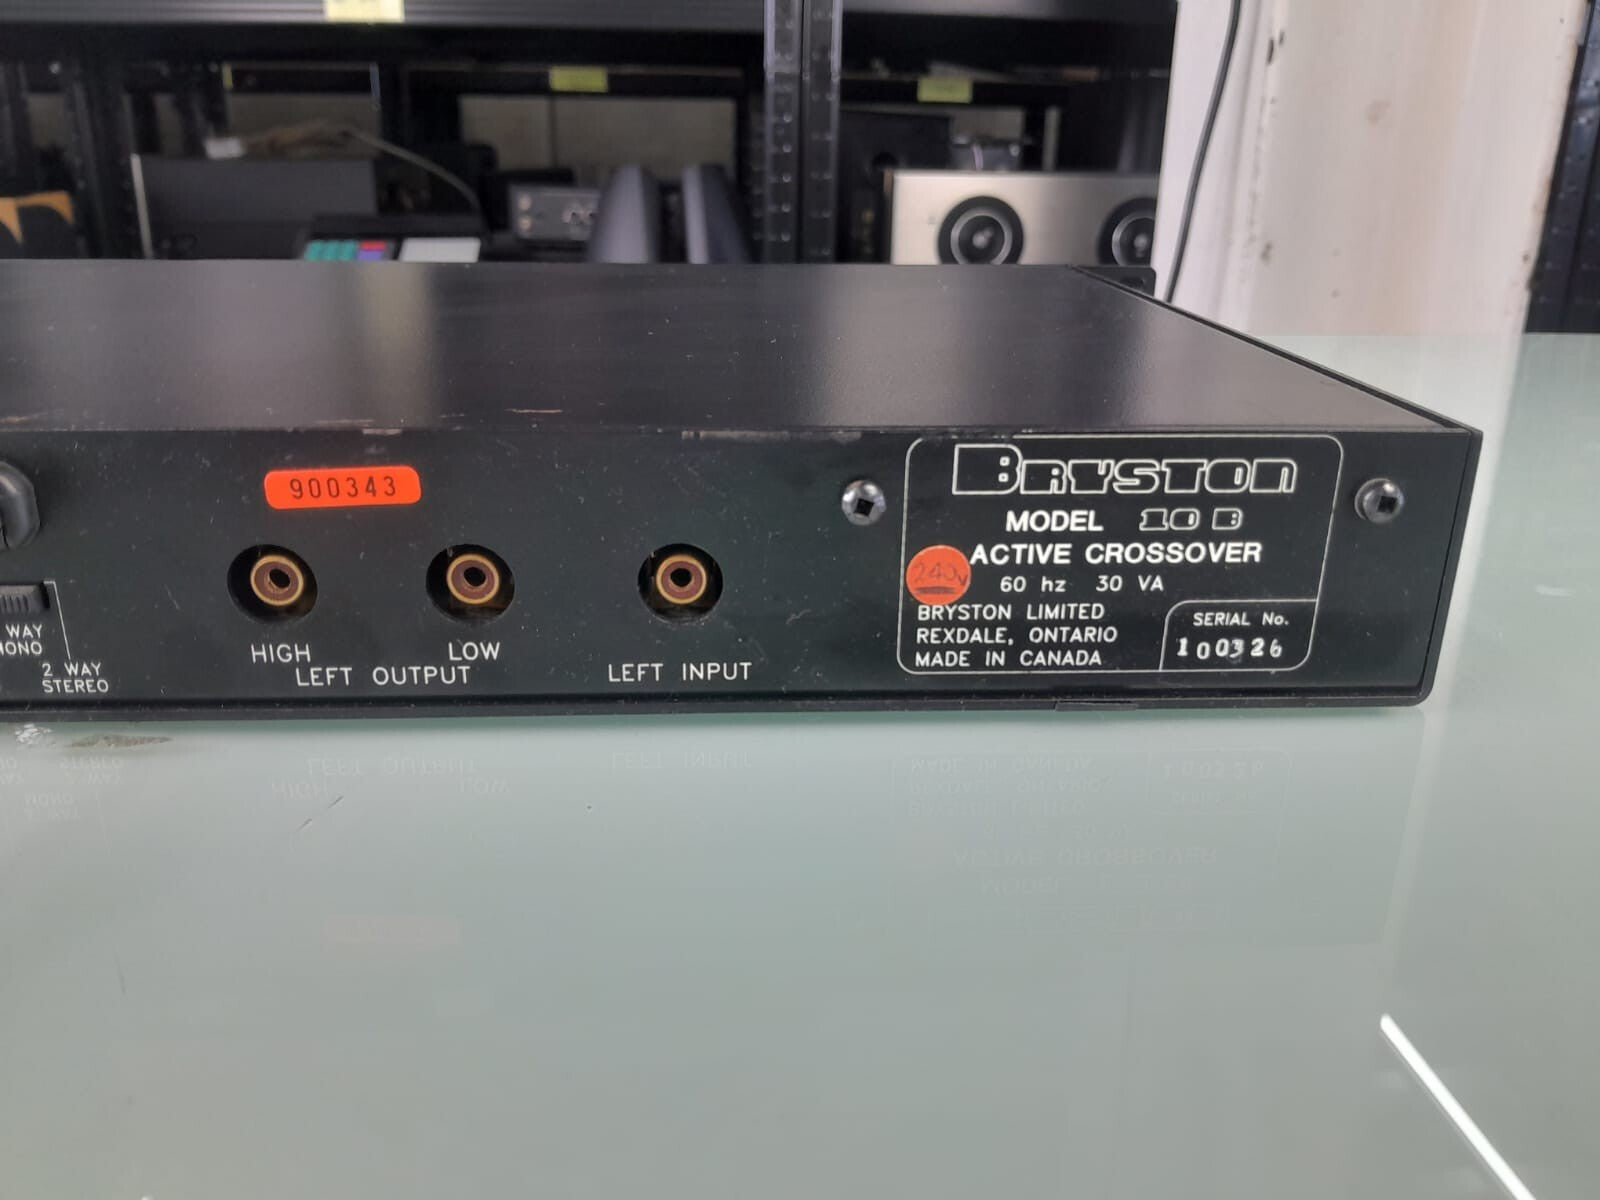 900343
WAY
MONO
2 WAY
STEREO
HIGH
LOW
LEFT OUTPUT
LEFT INPUT
BRYSTON
MODEL 10 B
ACTIVE CROSSOVER
240v
60 hz 30 VA
BRYSTON LIMITED
REXDALE, ONTARIO
MADE IN CANADA
SERIAL No.
100326